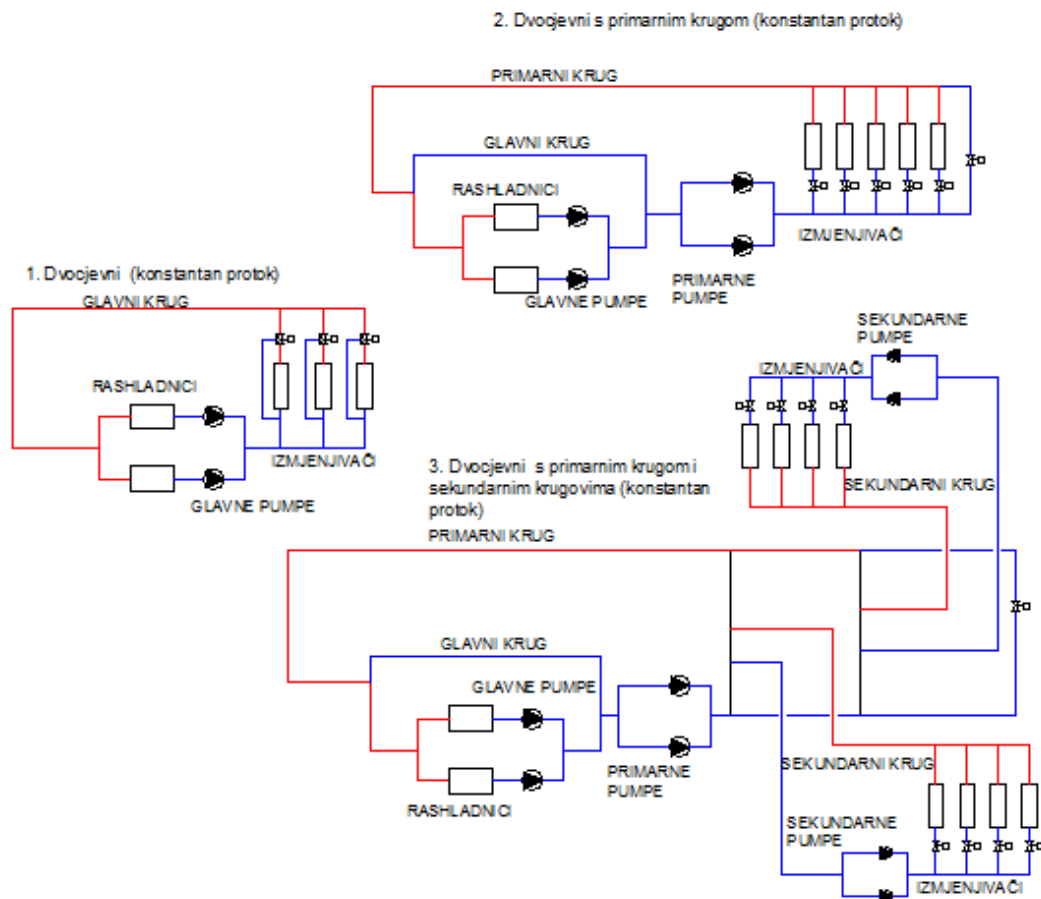 2. Dvocjevni s primarnim krugom (konstantan protok)
PRIMARNI KRUG
GLAVNI KRUG
RASHLADNICI
IZMJENJIVAČI
GLAVNE PUMPE
PRIMARNE
PUMPE
1. Dvocjevni (konstantan protok)
GLAVNI KRUG
RASHLADNICI
IZMJENJIVAČI
GLAVNE PUMPE
SEKUNDARNE
PUMPE
IZMJENJIVAČI
SEKUNDARNI KRUG
3. Dvocjevni s primarnim krugom i
sekundarnim krugovima (konstantan
protok)
PRIMARNI KRUG
GLAVNI KRUG
GLAVNE PUMPE
PRIMARNE
PUMPE
RASHLADNICI
SEKUNDARNI KRUG
SEKUNDARNE
PUMPE
IZMJENJIVAČI